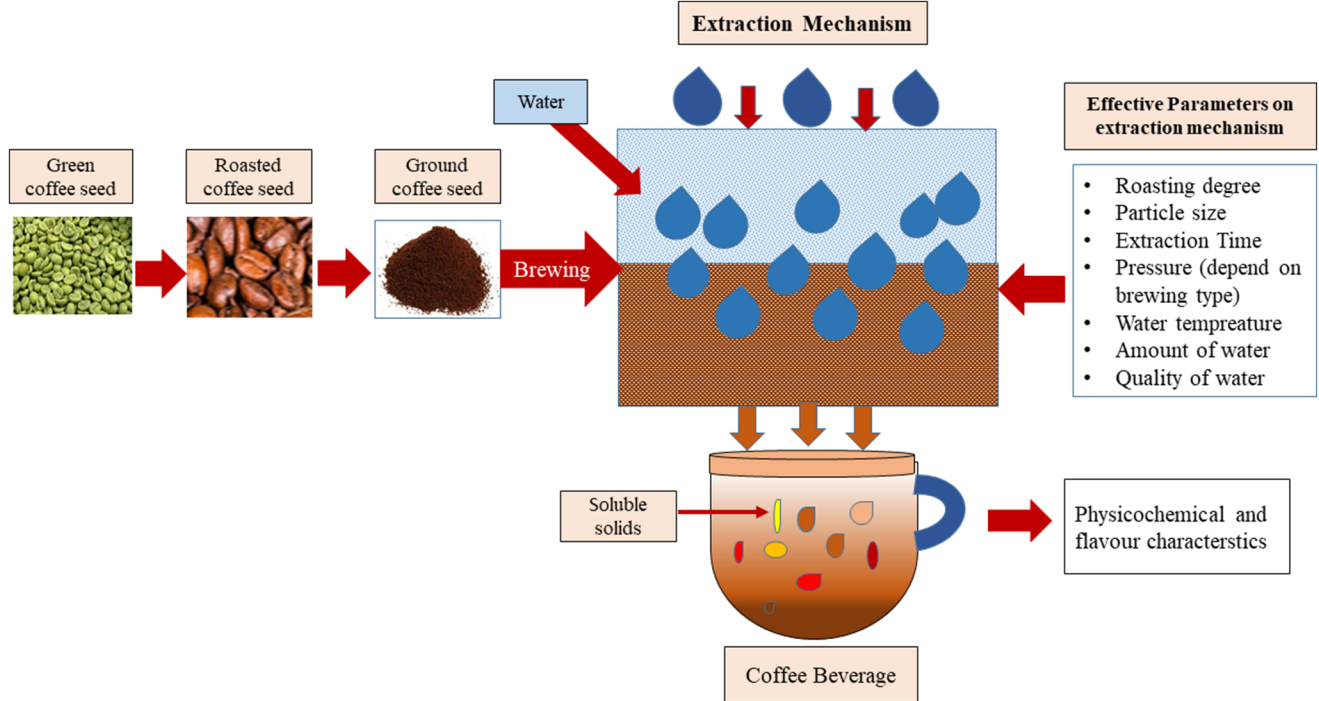 Extraction Mechanism
Water
Effective Parameters on
extraction mechanism
Green
coffee seed
Roasted
coffee seed
Ground
coffee seed
Brewing
• Roasting degree
• Particle size
• Extraction Time
• Pressure (depend on
brewing type)
• Water tempreature
• Amount of water
• Quality of water
Soluble
solids
Physicochemical and
flavour characterstics
Coffee Beverage